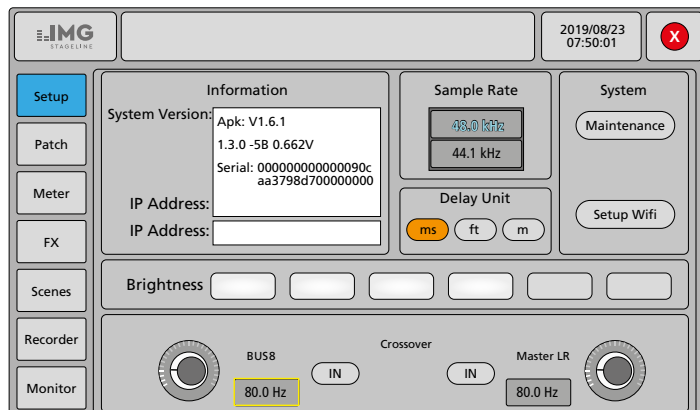 IMG
STAGELINE
2019/08/23
07:50:01
X
Setup
Patch
Meter
FX
Scenes
Recorder
Monitor
Information
System Version:
Apk: V1.6.1
1.3.0 -5B 0.662V
Serial: 000000000000090c
aa3798d700000000
IP Address:
IP Address:
Sample Rate
48.0 kHz
44.1 kHz
Delay Unit
ms ft m
System
Maintenance
Setup Wifi
Brightness
Crossover
BUS8
80.0 Hz
IN
IN
Master LR
80.0 Hz